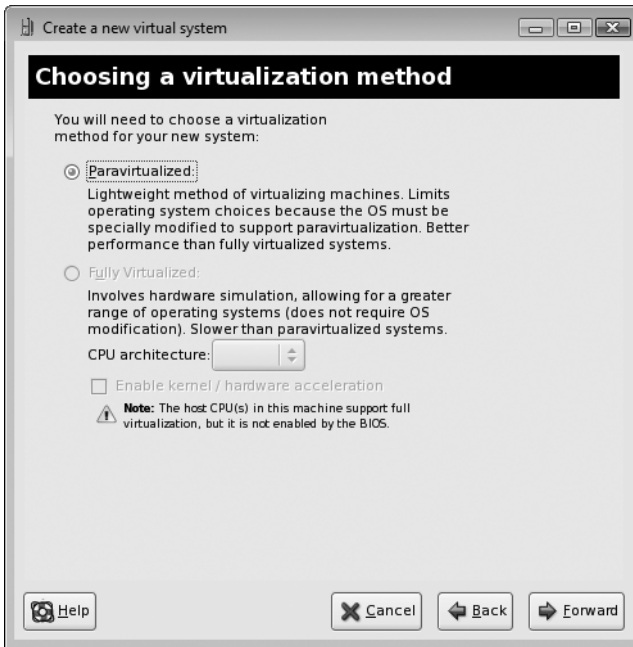 Create a new virtual system
Choosing a virtualization method
You will need to choose a virtualization
method for your new system:
Paravirtualized:
Lightweight method of virtualizing machines. Limits
operating system choices because the OS must be
specially modified to support paravirtualization. Better
performance than fully virtualized systems.
Fully Virtualized:
Involves hardware simulation, allowing for a greater
range of operating systems (does not require OS
modification). Slower than paravirtualized systems.
CPU architecture:
Enable kernel / hardware acceleration
Note: The host CPU(s) in this machine support full
virtualization, but it is not enabled by the BIOS.
Help
Cancel
Back
Forward